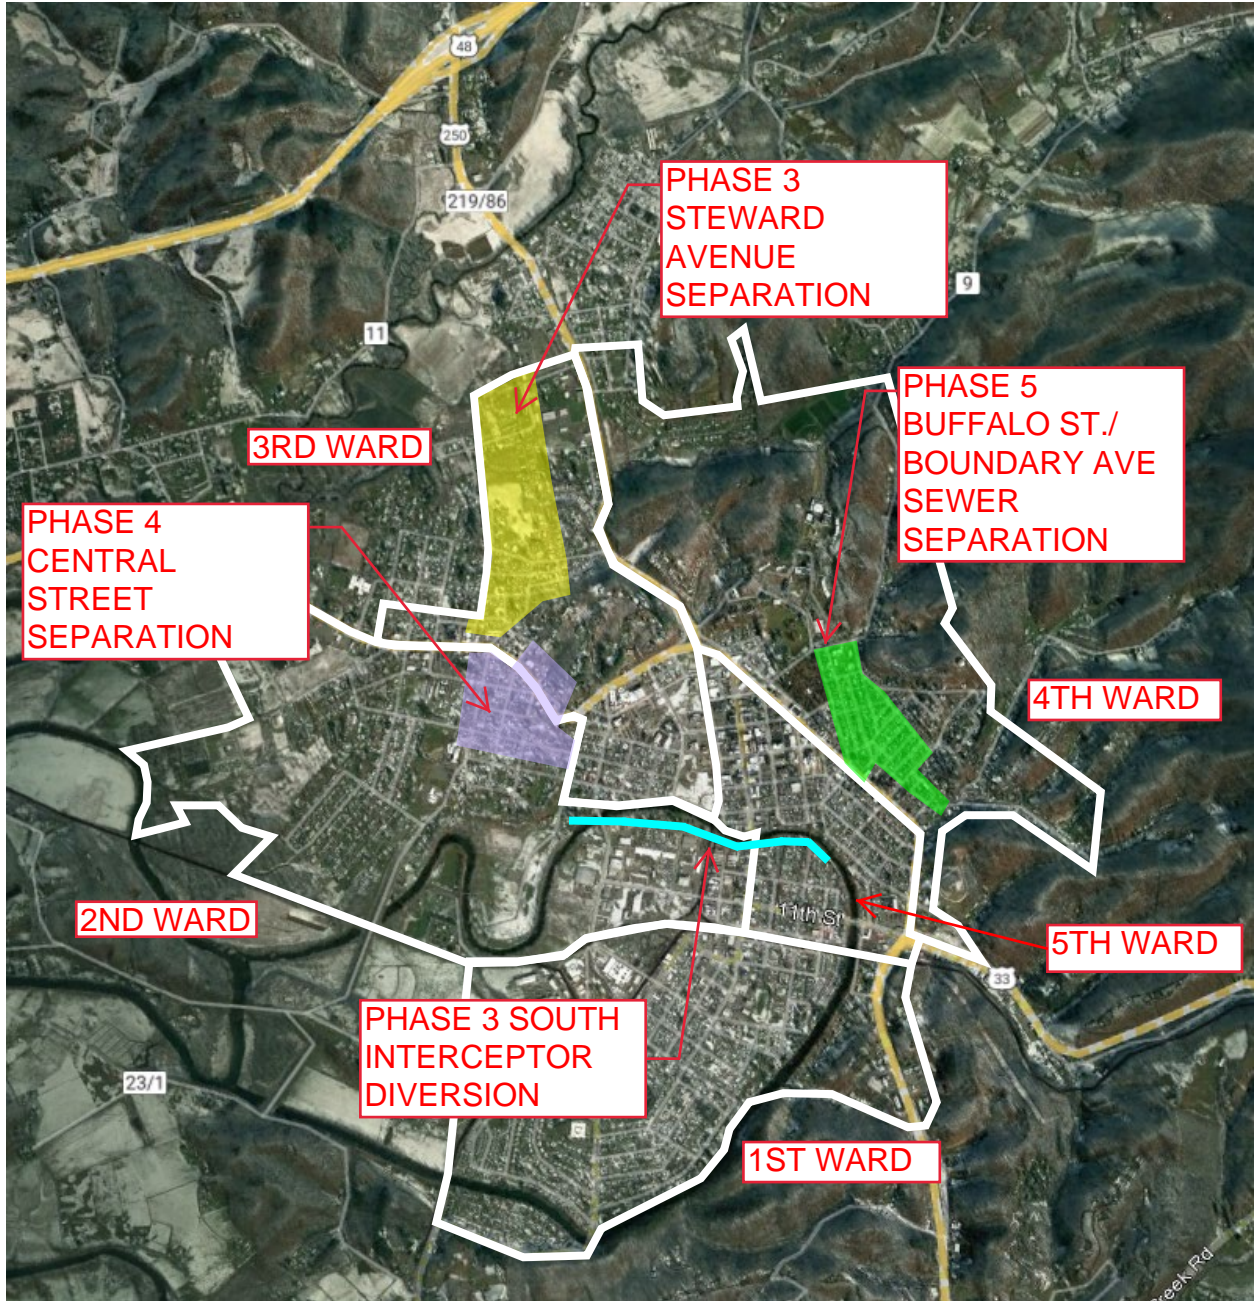 48
250
219/86
PHASE 3
STEWARD
AVENUE
SEPARATION
9
11
PHASE 5
BUFFALO ST./
BOUNDARY AVE
SEWER
SEPARATION
3RD WARD
PHASE 4
CENTRAL
STREET
SEPARATION
4TH WARD
2ND WARD
11th St
5TH WARD
33
PHASE 3 SOUTH
INTERCEPTOR
DIVERSION
23/1
1ST WARD
Creek Rd